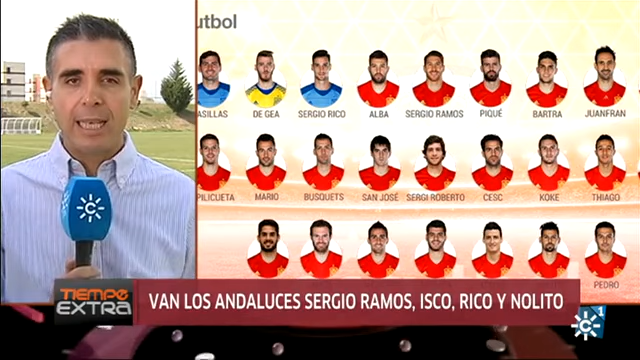 utbol
ASILLAS DE GEA SERGIO RICO ALBA SERGIO RAMOS PIQUÉ BARTRA JUANFRAN
PILICUETA MARIO BUSQUETS SAN JOSÉ SERGI ROBERTO CESC KOKE THIAGO
PEDRO
TIEMPO
EXTRA
VAN LOS ANDALUCES SERGIO RAMOS, ISCO, RICO Y NOLITO
1